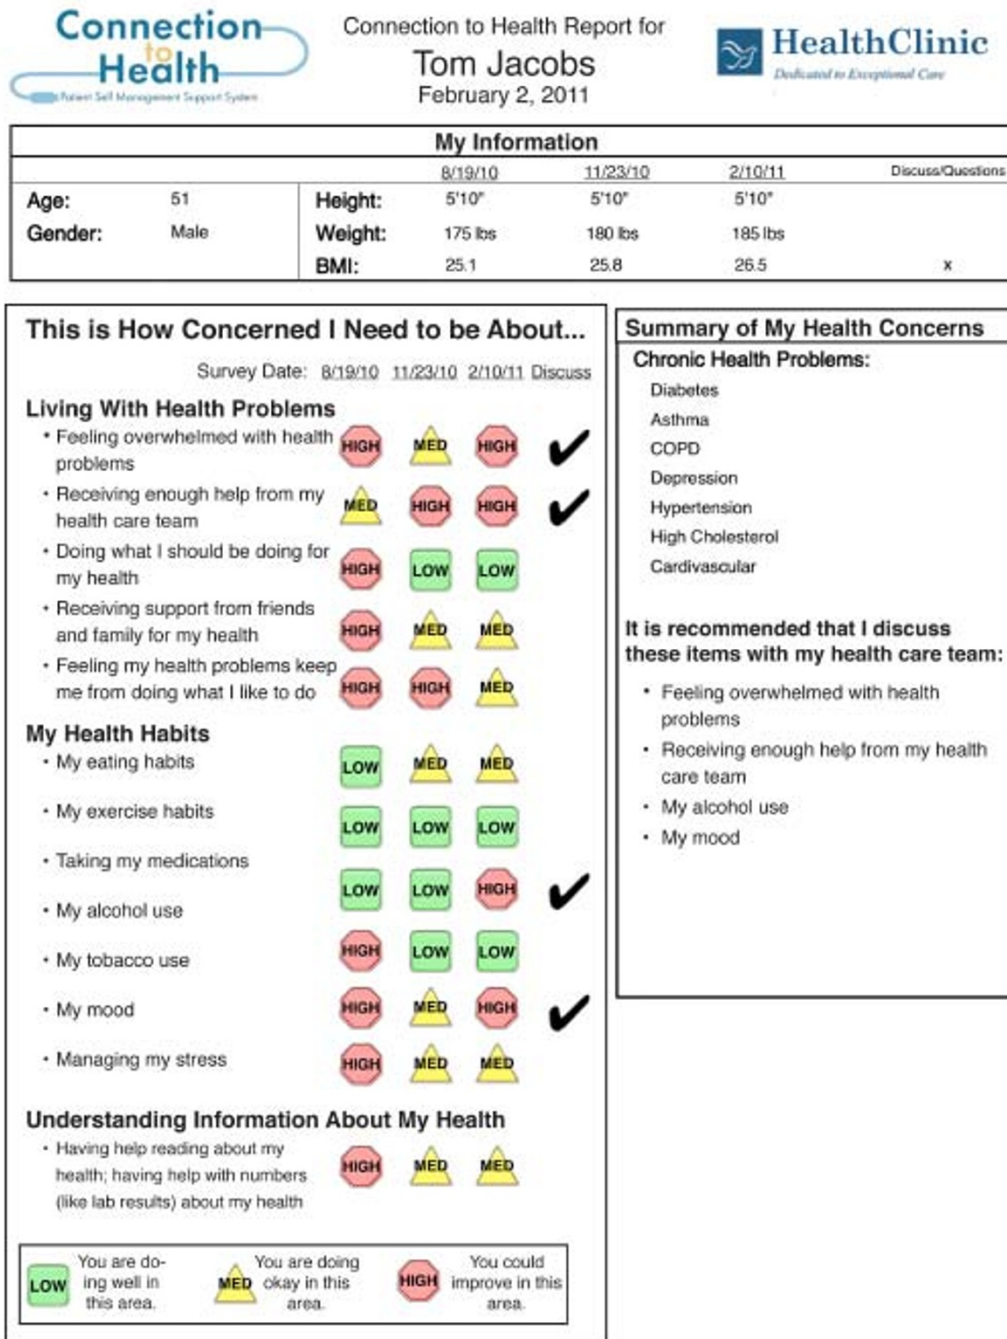 Connection
to
Health
Patient Self Management Support System
Connection to Health Report for
Tom Jacobs
February 2, 2011
HealthClinic
Dedicated to Exceptional Care
My Information
8/19/10 11/23/10 2/10/11 Discuss/Questions
Age: 51 Height: 5'10" 5'10" 5'10"
Gender: Male Weight: 175 lbs 180 lbs 185 lbs
BMI: 25.1 25.8 26.5 x
This is How Concerned I Need to be About...
Survey Date: 8/19/10 11/23/10 2/10/11 Discuss
Living With Health Problems
• Feeling overwhelmed with health HIGH MED HIGH ✔
problems
• Receiving enough help from my MED HIGH HIGH ✔
health care team
• Doing what I should be doing for HIGH LOW LOW
my health
• Receiving support from friends HIGH MED MED
and family for my health
• Feeling my health problems keep HIGH HIGH MED
me from doing what I like to do
My Health Habits
• My eating habits LOW MED MED
• My exercise habits LOW LOW LOW
• Taking my medications
LOW LOW HIGH ✔
• My alcohol use
• My tobacco use HIGH LOW LOW
• My mood HIGH MED HIGH ✔
• Managing my stress HIGH MED MED
Understanding Information About My Health
• Having help reading about my
health; having help with numbers HIGH MED MED
(like lab results) about my health
LOW You are do-
ing well in
this area.
MED You are doing
okay in this
area.
HIGH You could
improve in this
area.
Summary of My Health Concerns
Chronic Health Problems:
Diabetes
Asthma
COPD
Depression
Hypertension
High Cholesterol
Cardivascular
It is recommended that I discuss
these items with my health care team:
• Feeling overwhelmed with health
problems
• Receiving enough help from my health
care team
• My alcohol use
• My mood